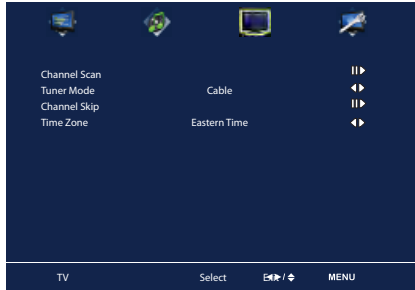 Channel Scan
Tuner Mode Cable
Channel Skip
Time Zone Eastern Time
TV Select MENU